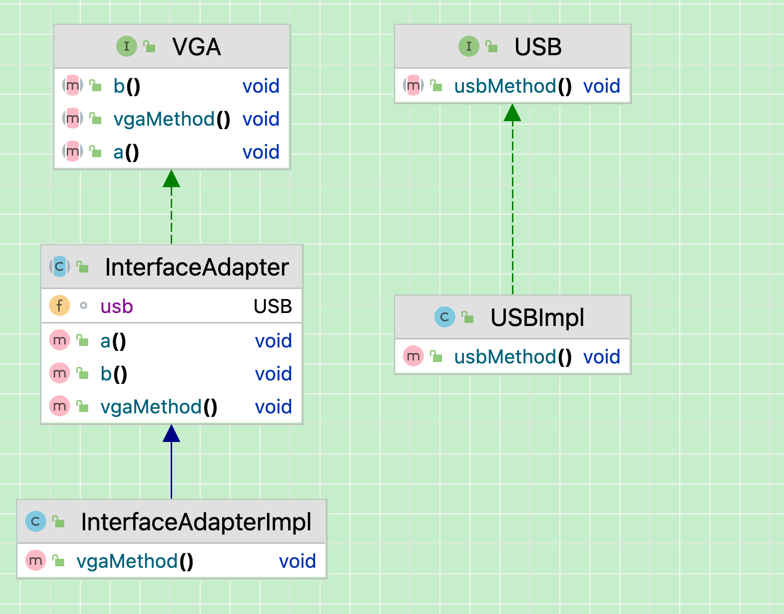 VGA
b() void
vgaMethod() void
a() void
USB
usbMethod() void
InterfaceAdapter
usb USB
a() void
b() void
vgaMethod() void
USBImpl
usbMethod() void
InterfaceAdapterImpl
vgaMethod() void